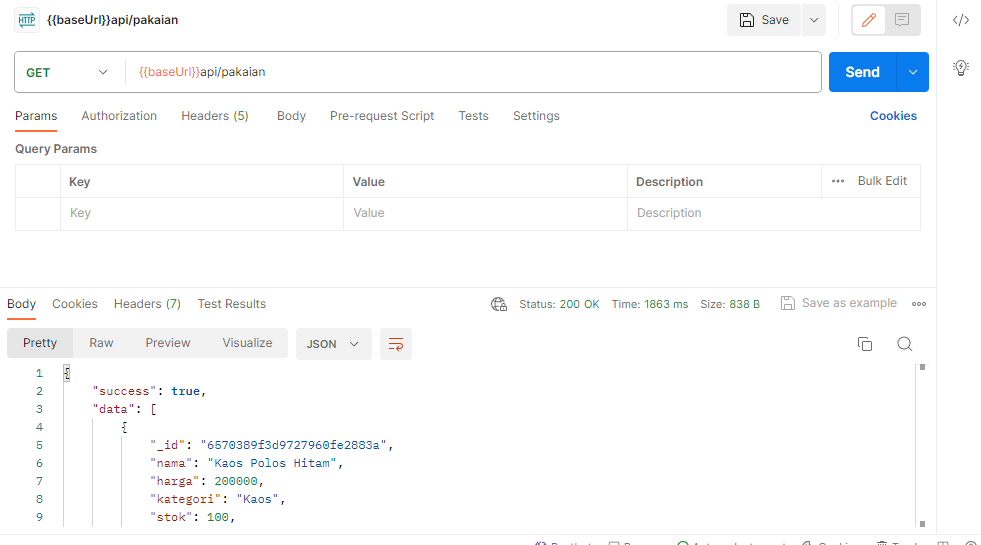 HTTP {{baseUrl}}api/pakaian Save
GET {{baseUrl}}api/pakaian Send
Params Authorization Headers (5) Body Pre-request Script Tests Settings Cookies
Query Params
Key Value Description Bulk Edit
Key Value Description
Body Cookies Headers (7) Test Results Status: 200 OK Time: 1863 ms Size: 838 B Save as example
Pretty Raw Preview Visualize JSON
1 {
2 "success": true,
3 "data": [
4 {
5 "_id": "6570389f3d9727960fe2883a",
6 "nama": "Kaos Polos Hitam",
7 "harga": 200000,
8 "kategori": "Kaos",
9 "stok": 100,